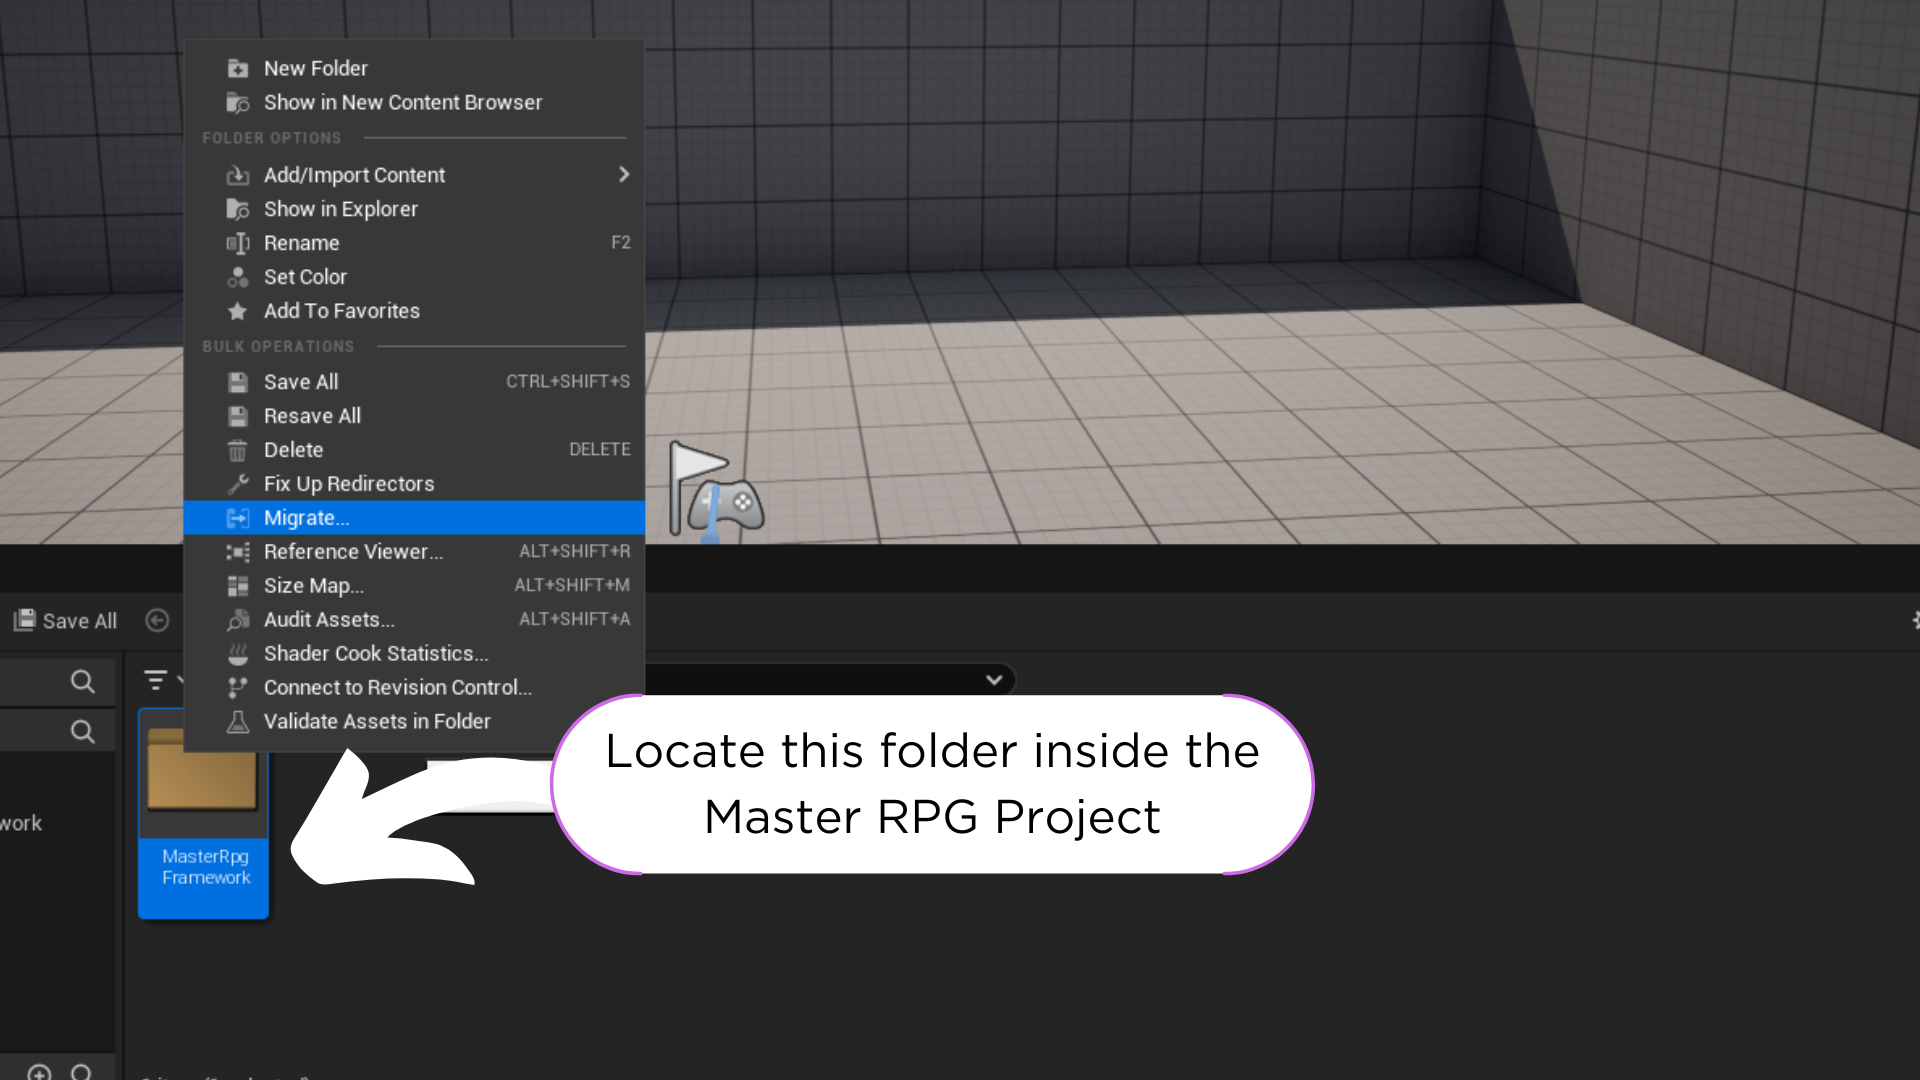 New Folder
Show in New Content Browser
FOLDER OPTIONS
Add/Import Content
Show in Explorer
Rename F2
Set Color
Add To Favorites
BULK OPERATIONS
Save All CTRL+SHIFT+S
Resave All
Delete DELETE
Fix Up Redirectors
Migrate...
Reference Viewer... ALT+SHIFT+R
Size Map... ALT+SHIFT+M
Audit Assets... ALT+SHIFT+A
Shader Cook Statistics...
Connect to Revision Control...
Validate Assets in Folder
Save All
work
MasterRpg
Framework
Locate this folder inside the
Master RPG Project